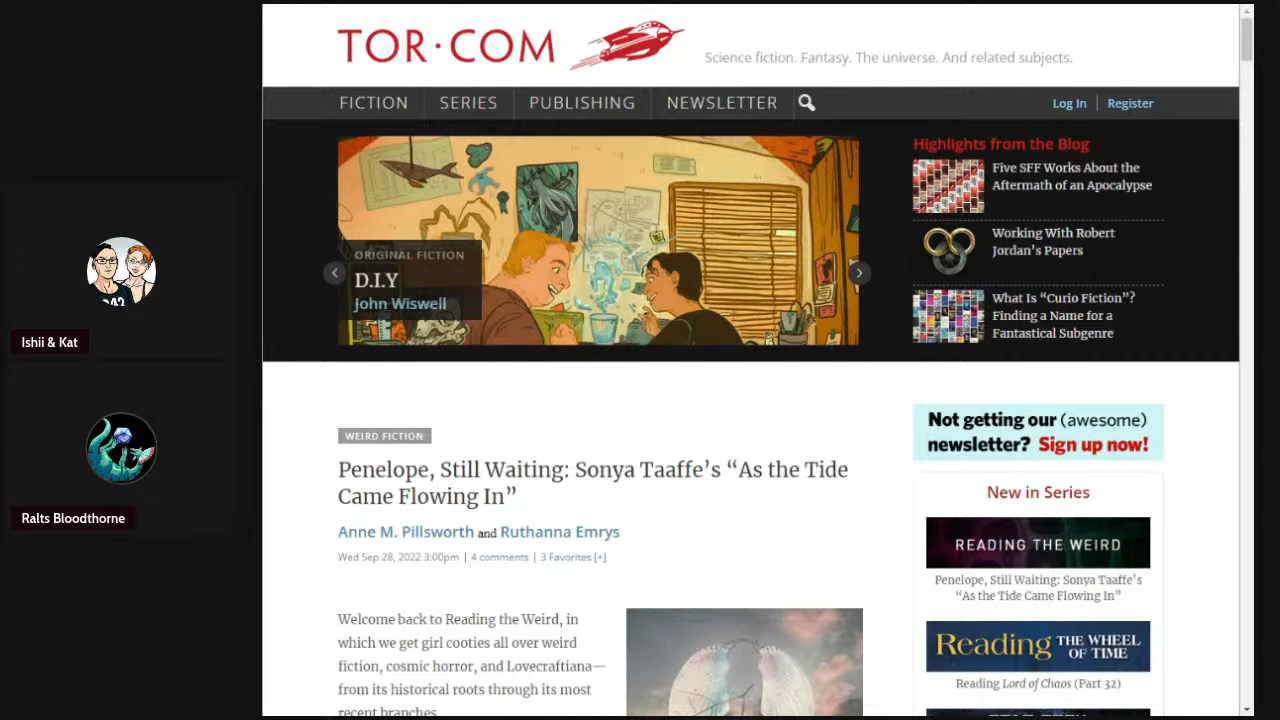 TOR·COM
Science fiction. Fantasy. The universe. And related subjects.
FICTION
SERIES
PUBLISHING
NEWSLETTER
Log In
Register
ORIGINAL FICTION
D.I.Y
John Wiswell
Highlights from the Blog
Five SFF Works About the
Aftermath of an Apocalypse
Working With Robert
Jordan's Papers
What Is “Curio Fiction”?
Finding a Name for a
Fantastical Subgenre
Ishii & Kat
Ralts Bloodthorne
WEIRD FICTION
Penelope, Still Waiting: Sonya Taaffe’s “As the Tide
Came Flowing In”
Anne M. Pillsworth and Ruthanna Emrys
Wed Sep 28, 2022 3:00pm | 4 comments | 3 Favorites [+]
Welcome back to Reading the Weird, in
which we get girl cooties all over weird
fiction, cosmic horror, and Lovecraftiana—
from its historical roots through its most
recent branches.
Not getting our (awesome)
newsletter? Sign up now!
New in Series
READING THE WEIRD
Penelope, Still Waiting: Sonya Taaffe’s
“As the Tide Came Flowing In”
Reading THE WHEEL
OF TIME
Reading Lord of Chaos (Part 32)